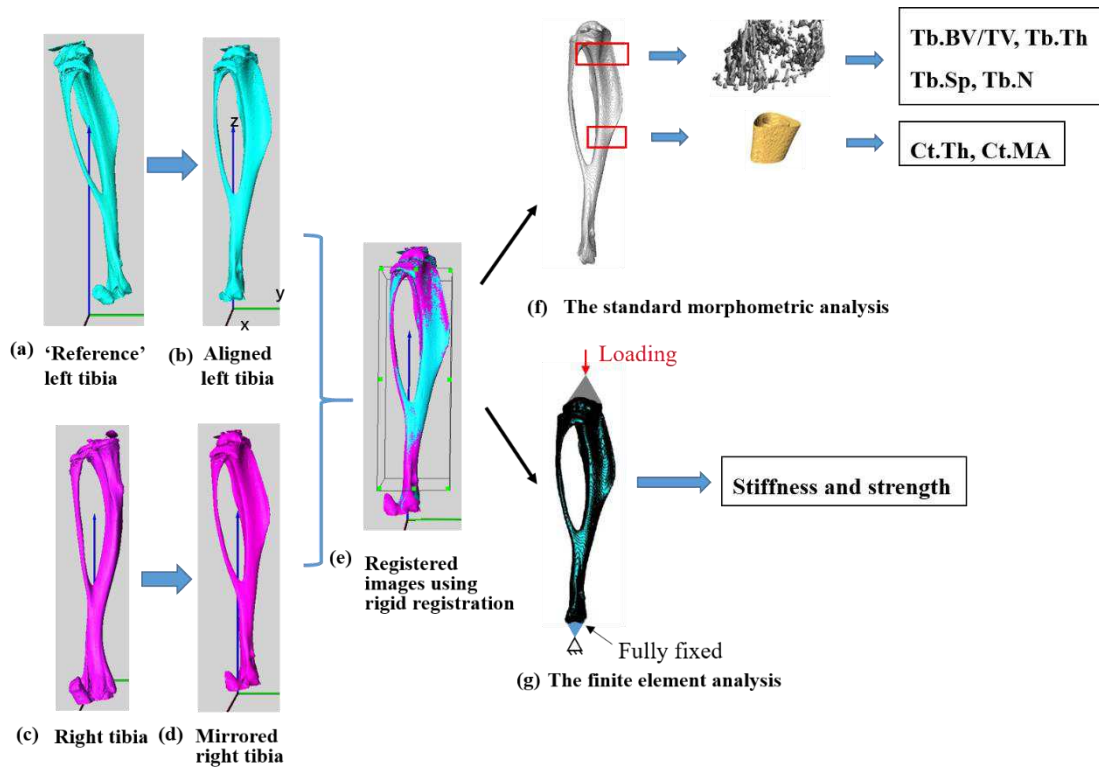 z
y
x
(a) ‘Reference’
left tibia
(b) Aligned
left tibia
(c) Right tibia
(d) Mirrored
right tibia
(e) Registered
images using
rigid registration
Tb.BV/TV, Tb.Th
Tb.Sp, Tb.N
Ct.Th, Ct.MA
(f) The standard morphometric analysis
Loading
Stiffness and strength
Fully fixed
(g) The finite element analysis